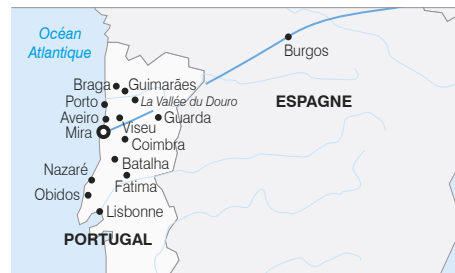 Océan
Atlantique
Burgos
Braga
Guimarães
Porto
La Vallée du Douro
ESPAGNE
Aveiro
Guarda
Mira
Viseu
Coimbra
Nazaré
Batalha
Fatima
Obidos
Lisbonne
PORTUGAL